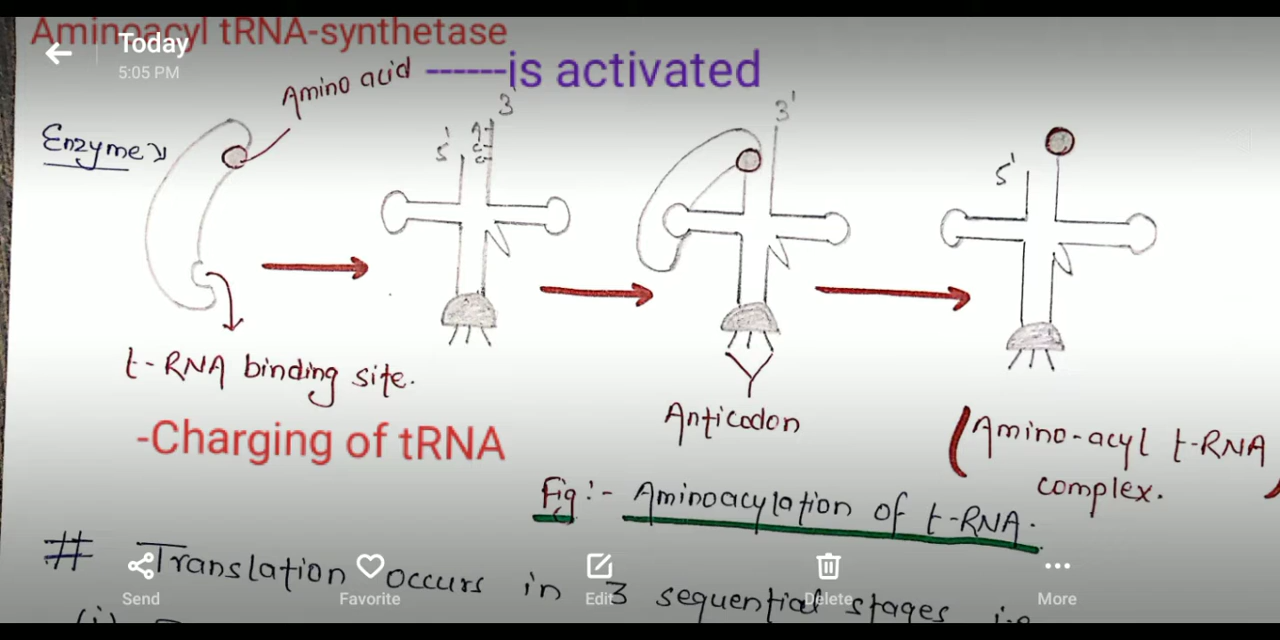 Aminoacyl tRNA-synthetase
Today
5:05 PM
Amino acid ------is activated
Enzyme
5'
A
C
C
3'
3'
5'
t-RNA binding site.
-Charging of tRNA
Anticodon
(Amino-acyl t-RNA
complex.)
Fig:- Aminoacylation of t-RNA.
# Translation occurs in 3 sequential stages i.e
Send
Favorite
Edit
Delete
More
(i)